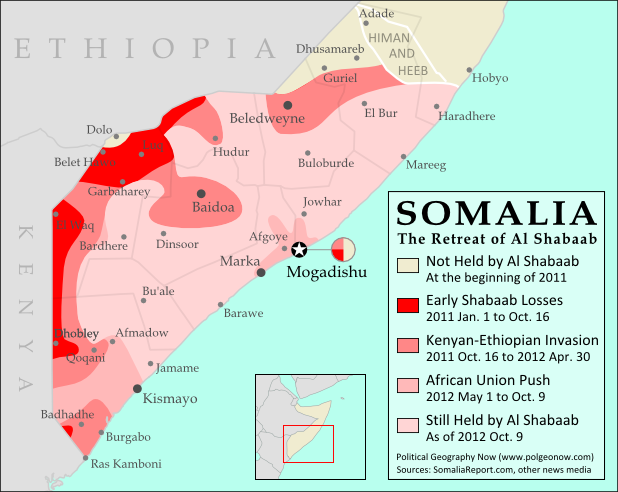 Adade
ETHIOPIA
HIMAN
AND
HEEB
Dhusamareb
Guriel
Hobyo
Beledweyne
El Bur
Haradhere
Dolo
Luq
Belet Hawo
Hudur
Buloburde
Mareeg
Garbaharey
Baidoa
Jowhar
El Waq
Bardhere
Dinsoor
Afgoye
Marka
Mogadishu
KENYA
Bu'ale
Barawe
Dhobley
Afmadow
Qoqani
Jamame
Kismayo
Badhadhe
Burgabo
Ras Kamboni
SOMALIA
The Retreat of Al Shabaab
Not Held by Al Shabaab
At the beginning of 2011
Early Shabaab Losses
2011 Jan. 1 to Oct. 16
Kenyan-Ethiopian Invasion
2011 Oct. 16 to 2012 Apr. 30
African Union Push
2012 May 1 to Oct. 9
Still Held by Al Shabaab
As of 2012 Oct. 9
Political Geography Now (www.polgeonow.com)
Sources: SomaliaReport.com, other news media